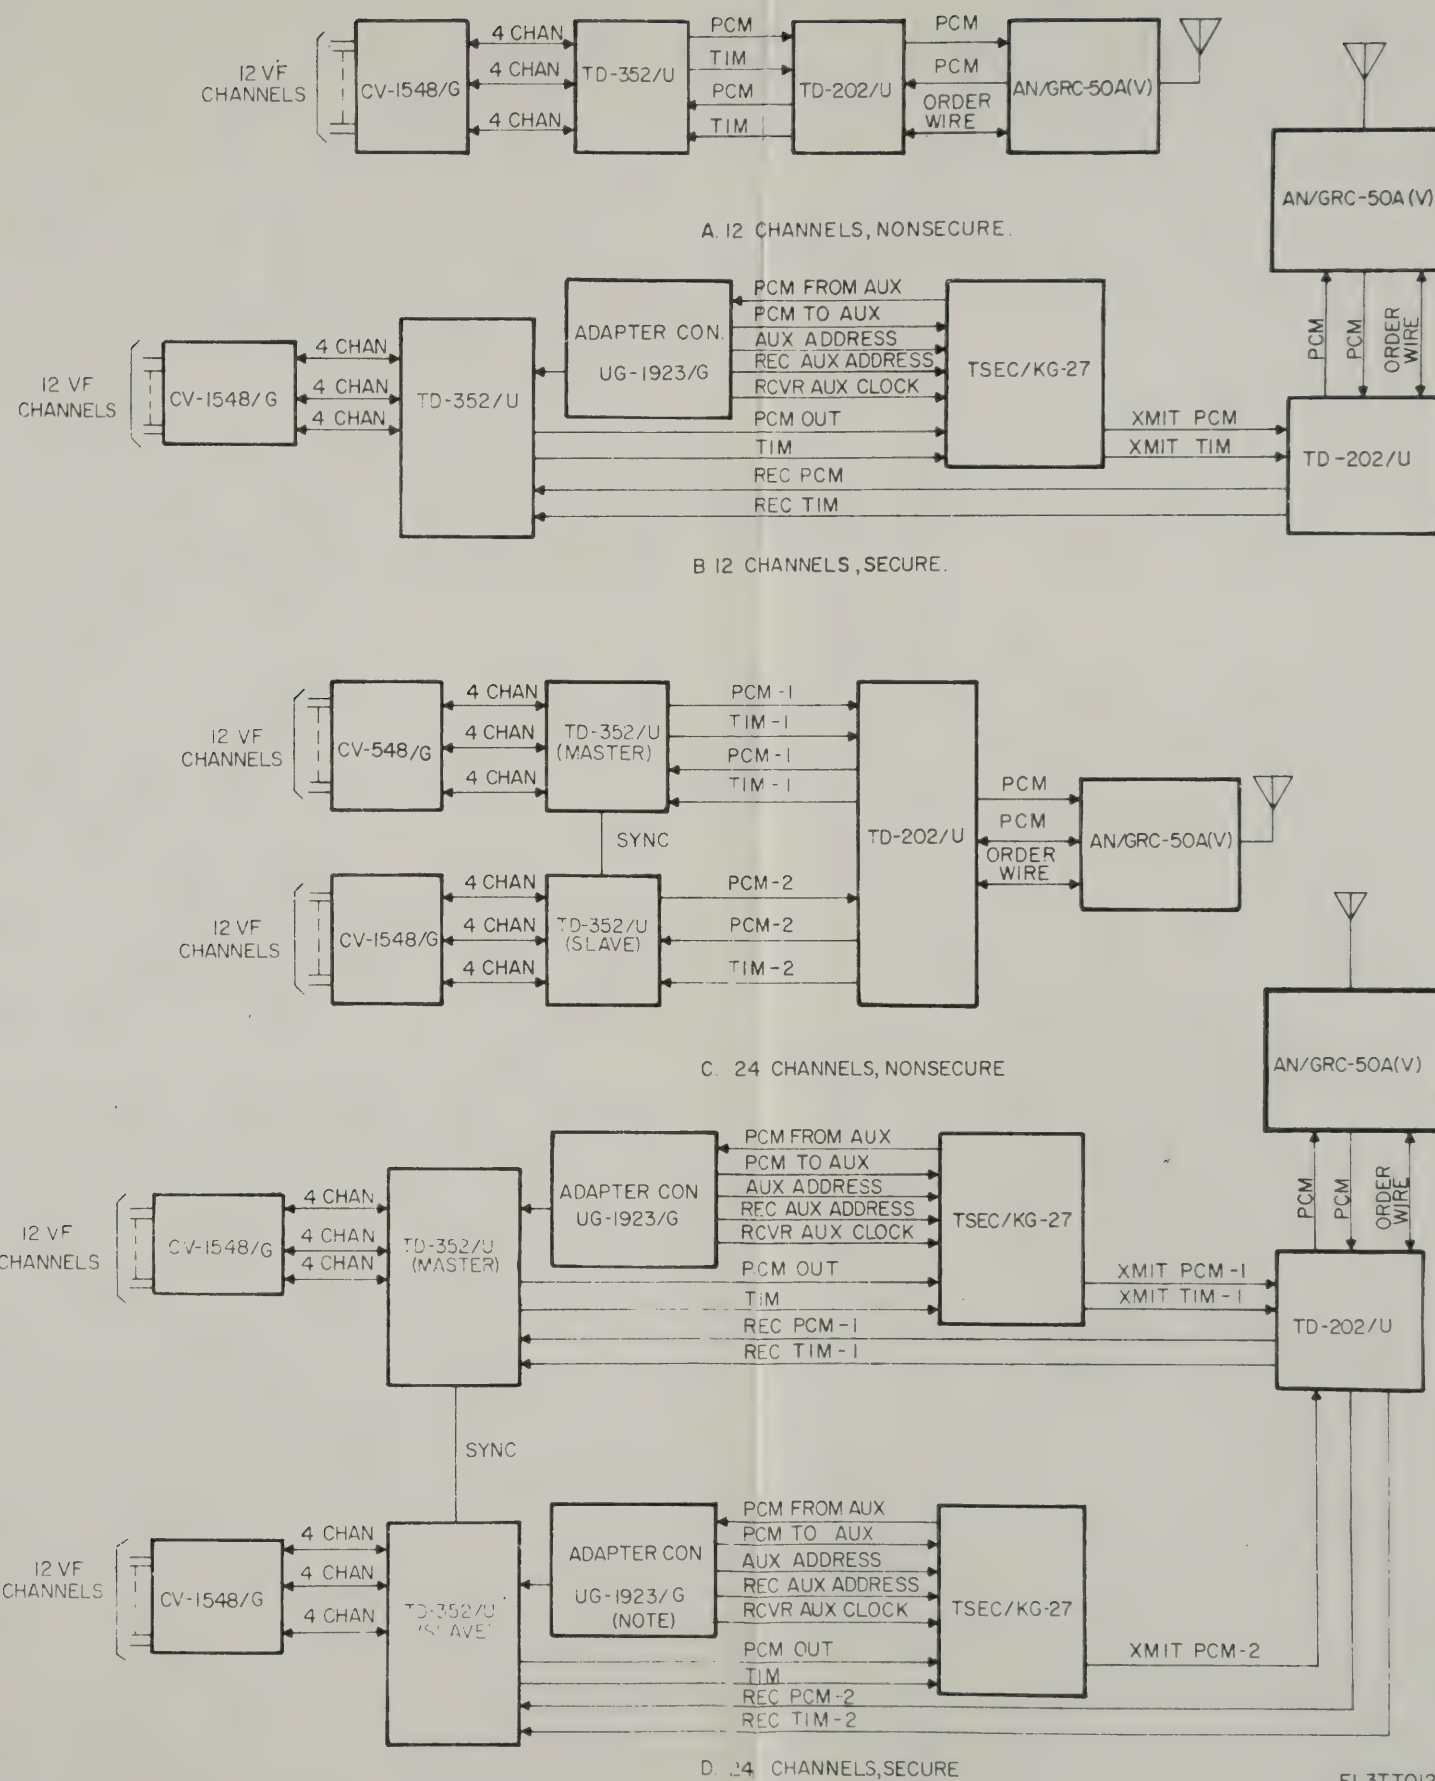 12 VF
CHANNELS
CV-1548/G
4 CHAN
4 CHAN
4 CHAN
TD-352/U
PCM
TIM
PCM
TIM
TD-202/U
PCM
PCM
ORDER
WIRE
AN/GRC-50A(V)
A. 12 CHANNELS, NONSECURE.
12 VF
CHANNELS
CV-1548/G
4 CHAN
4 CHAN
4 CHAN
TD-352/U
ADAPTER CON.
UG-1923/G
PCM FROM AUX
PCM TO AUX
AUX ADDRESS
REC AUX ADDRESS
RCVR AUX CLOCK
PCM OUT
TIM
REC PCM
REC TIM
TSEC/KG-27
XMIT PCM
XMIT TIM
TD-202/U
PCM
PCM
ORDER
WIRE
AN/GRC-50A(V)
B 12 CHANNELS, SECURE.
12 VF
CHANNELS
CV-548/G
4 CHAN
4 CHAN
4 CHAN
TD-352/U
(MASTER)
PCM-1
TIM-1
PCM-1
TIM-1
SYNC
12 VF
CHANNELS
CV-1548/G
4 CHAN
4 CHAN
4 CHAN
TD-352/U
(SLAVE)
PCM-2
PCM-2
TIM-2
TD-202/U
PCM
PCM
ORDER
WIRE
AN/GRC-50A(V)
C. 24 CHANNELS, NONSECURE
12 VF
CHANNELS
CV-1548/G
4 CHAN
4 CHAN
4 CHAN
TD-352/U
(MASTER)
ADAPTER CON
UG-1923/G
PCM FROM AUX
PCM TO AUX
AUX ADDRESS
REC AUX ADDRESS
RCVR AUX CLOCK
PCM OUT
TIM
REC PCM-1
REC TIM-1
TSEC/KG-27
XMIT PCM-1
XMIT TIM-1
TD-202/U
PCM
PCM
ORDER
WIRE
AN/GRC-50A(V)
SYNC
12 VF
CHANNELS
CV-1548/G
4 CHAN
4 CHAN
4 CHAN
TD-352/U
(SLAVE)
ADAPTER CON
UG-1923/G
(NOTE)
PCM FROM AUX
PCM TO AUX
AUX ADDRESS
REC AUX ADDRESS
RCVR AUX CLOCK
PCM OUT
TIM
REC PCM-2
REC TIM-2
TSEC/KG-27
XMIT PCM-2
D. 24 CHANNELS, SECURE